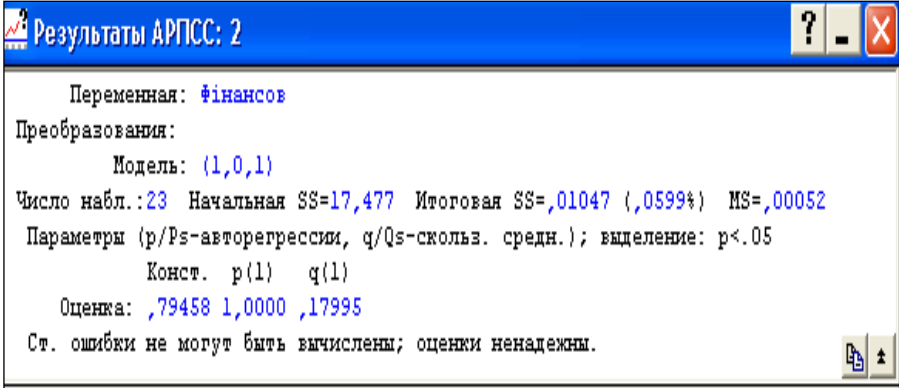 Результаты АРПСС: 2
Переменная: Фінансов
Преобразования:
Модель: (1,0,1)
Число набл.:23 Начальная SS=17,477 Итоговая SS=,01047 (,0599%) MS=,00052
Параметры (p/Ps-авторегрессии, q/Qs-скольз. средн.); выделение: p<.05
Конст. p(1) q(1)
Оценка: ,79458 1,0000 ,17995
Ст. ошибки не могут быть вычислены; оценки ненадежны.